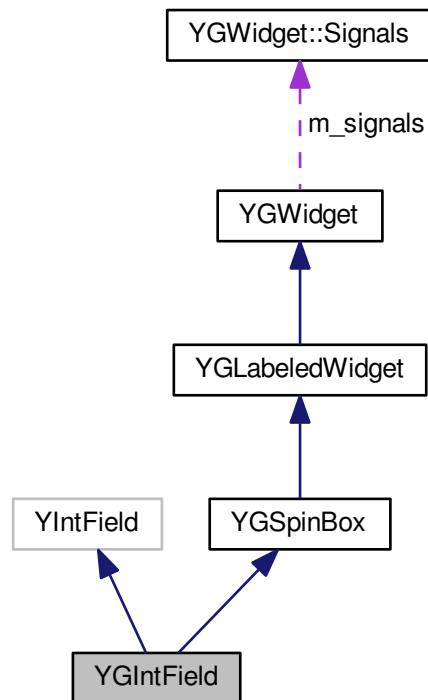 YGWidget::Signals
m_signals
YGWidget
YGLabeledWidget
YIntField
YGSpinBox
YGIntField